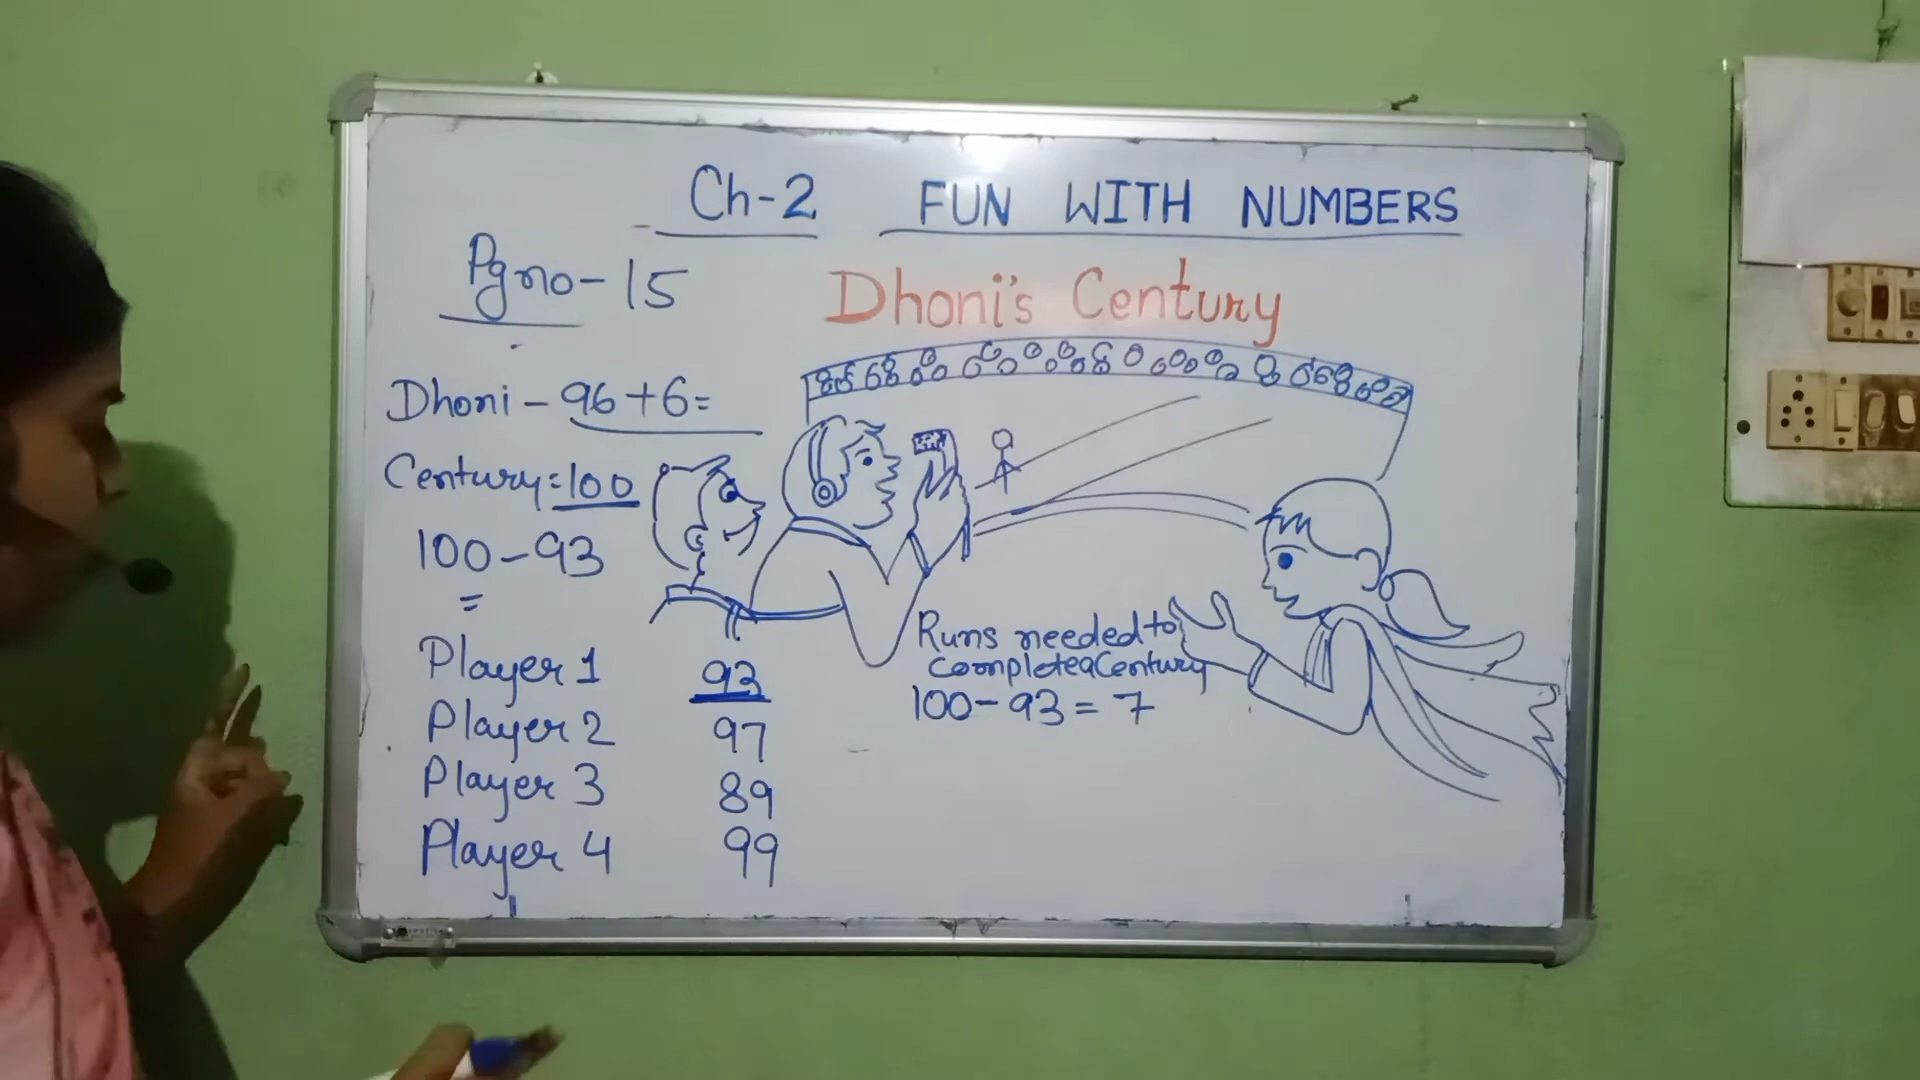 Ch-2 FUN WITH NUMBERS
Pg no-15
Dhoni's Century
Dhoni - 96+6=
Century=100
100-93
=
Player 1 93
Player 2 97
Player 3 89
Player 4 99
Runs needed to
complete a Century
100-93=7